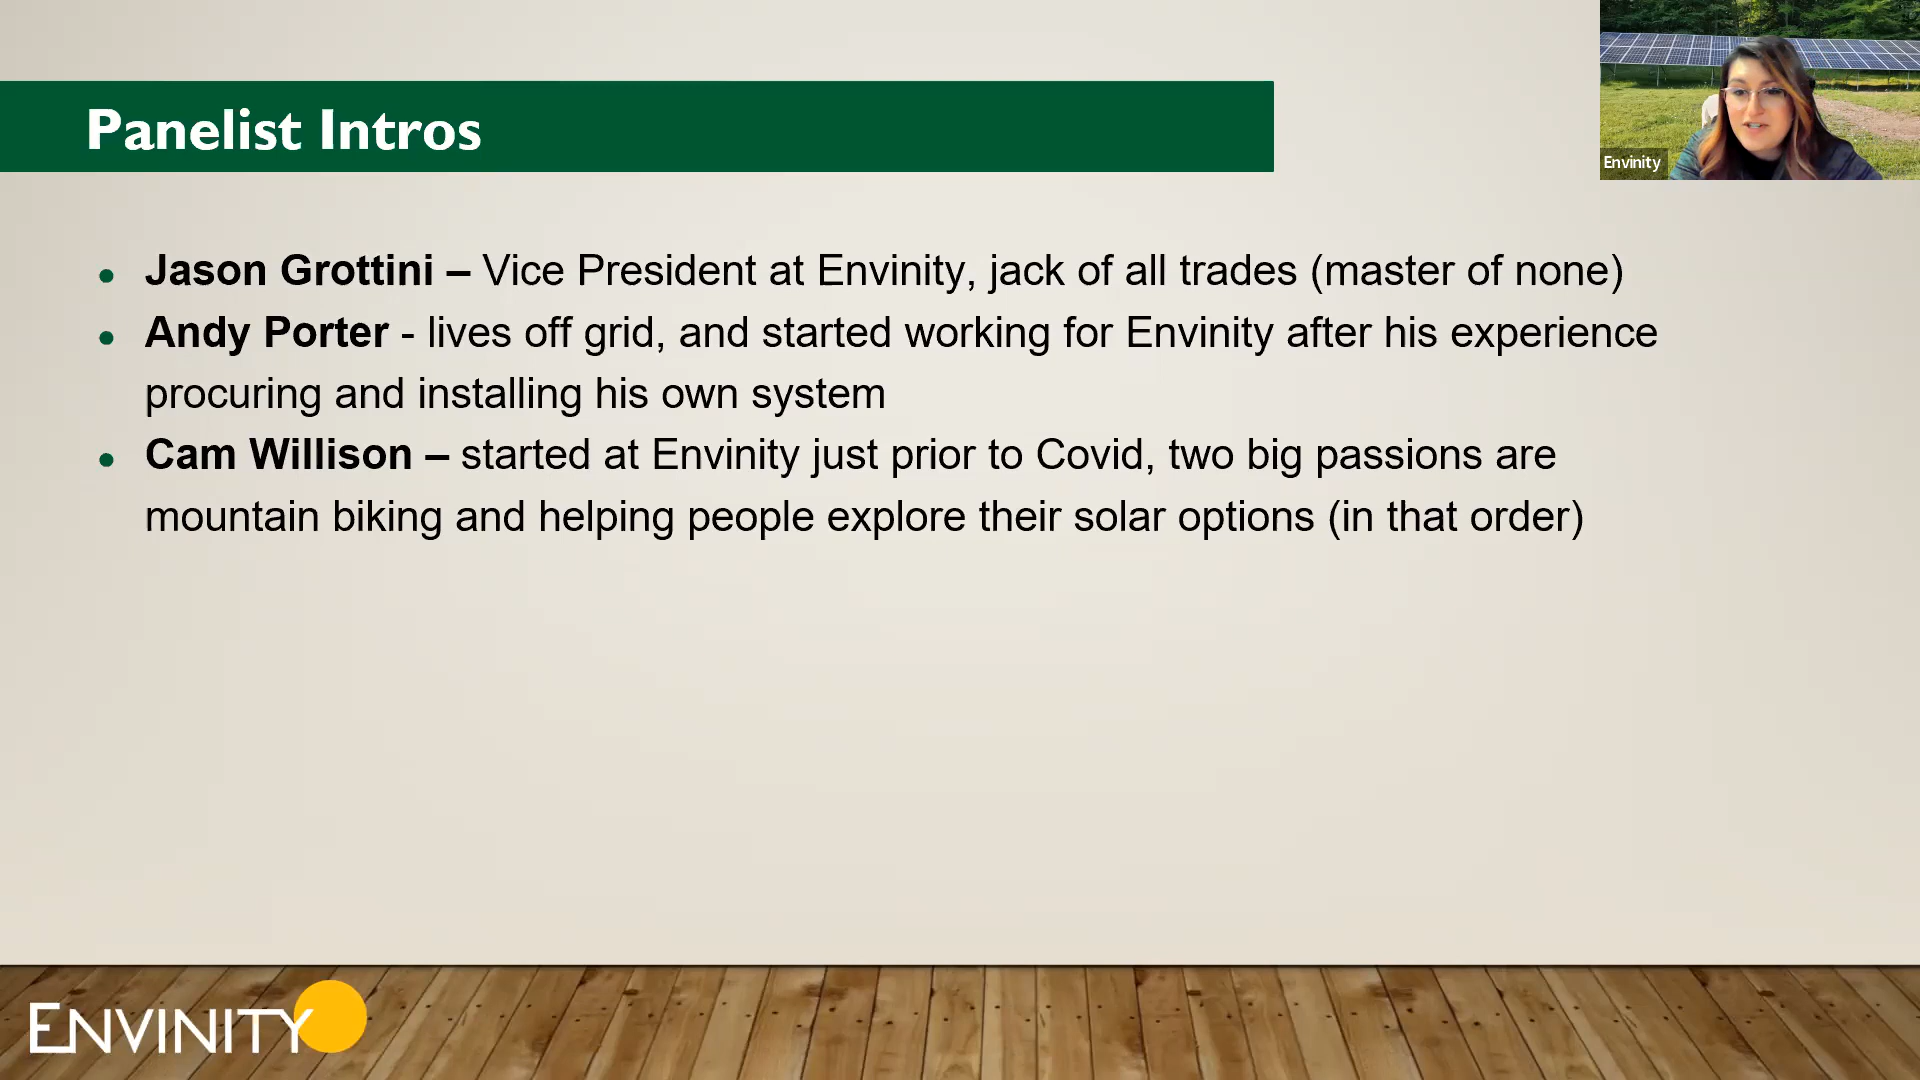 Panelist Intros
Envinity
• Jason Grottini – Vice President at Envinity, jack of all trades (master of none)
• Andy Porter - lives off grid, and started working for Envinity after his experience
procuring and installing his own system
• Cam Willison – started at Envinity just prior to Covid, two big passions are
mountain biking and helping people explore their solar options (in that order)
ENVINITY